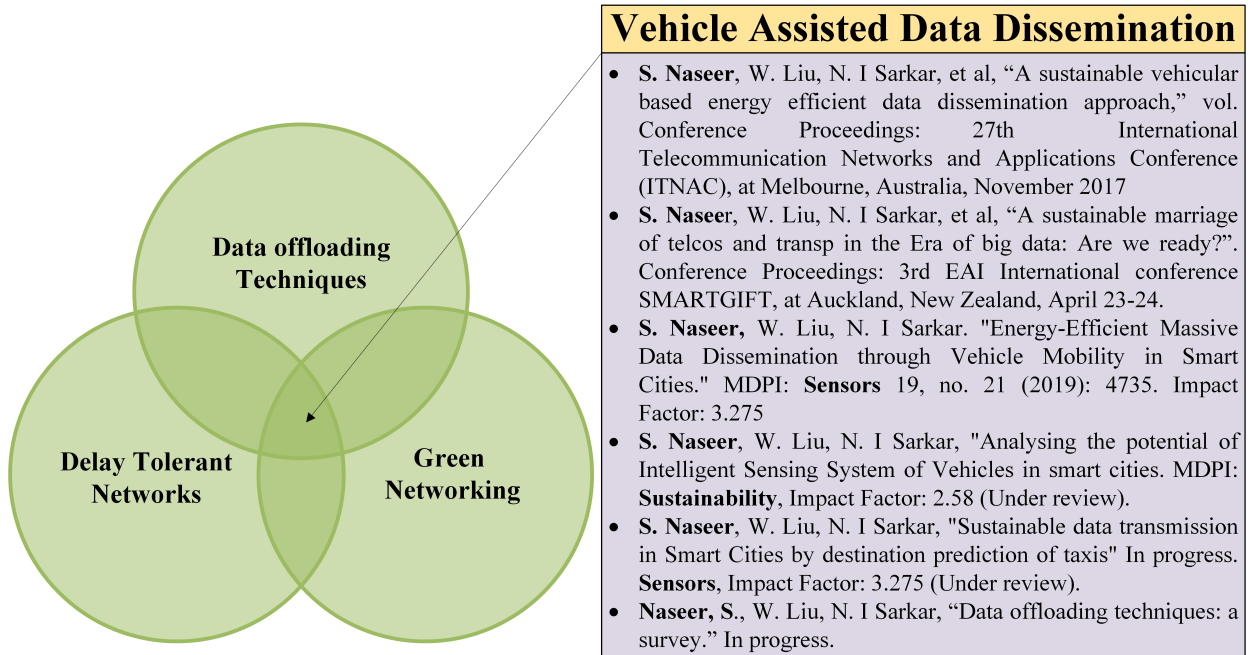 Vehicle Assisted Data Dissemination
Data offloading
Techniques
Delay Tolerant
Networks
Green
Networking
• S. Naseer, W. Liu, N. I Sarkar, et al, “A sustainable vehicular
based energy efficient data dissemination approach,” vol.
Conference Proceedings: 27th International
Telecommunication Networks and Applications Conference
(ITNAC), at Melbourne, Australia, November 2017
• S. Naseer, W. Liu, N. I Sarkar, et al, “A sustainable marriage
of telcos and transp in the Era of big data: Are we ready?”.
Conference Proceedings: 3rd EAI International conference
SMARTGIFT, at Auckland, New Zealand, April 23-24.
• S. Naseer, W. Liu, N. I Sarkar. "Energy-Efficient Massive
Data Dissemination through Vehicle Mobility in Smart
Cities." MDPI: Sensors 19, no. 21 (2019): 4735. Impact
Factor: 3.275
• S. Naseer, W. Liu, N. I Sarkar, "Analysing the potential of
Intelligent Sensing System of Vehicles in smart cities. MDPI:
Sustainability, Impact Factor: 2.58 (Under review).
• S. Naseer, W. Liu, N. I Sarkar, "Sustainable data transmission
in Smart Cities by destination prediction of taxis" In progress.
Sensors, Impact Factor: 3.275 (Under review).
• Naseer, S., W. Liu, N. I Sarkar, “Data offloading techniques: a
survey.” In progress.